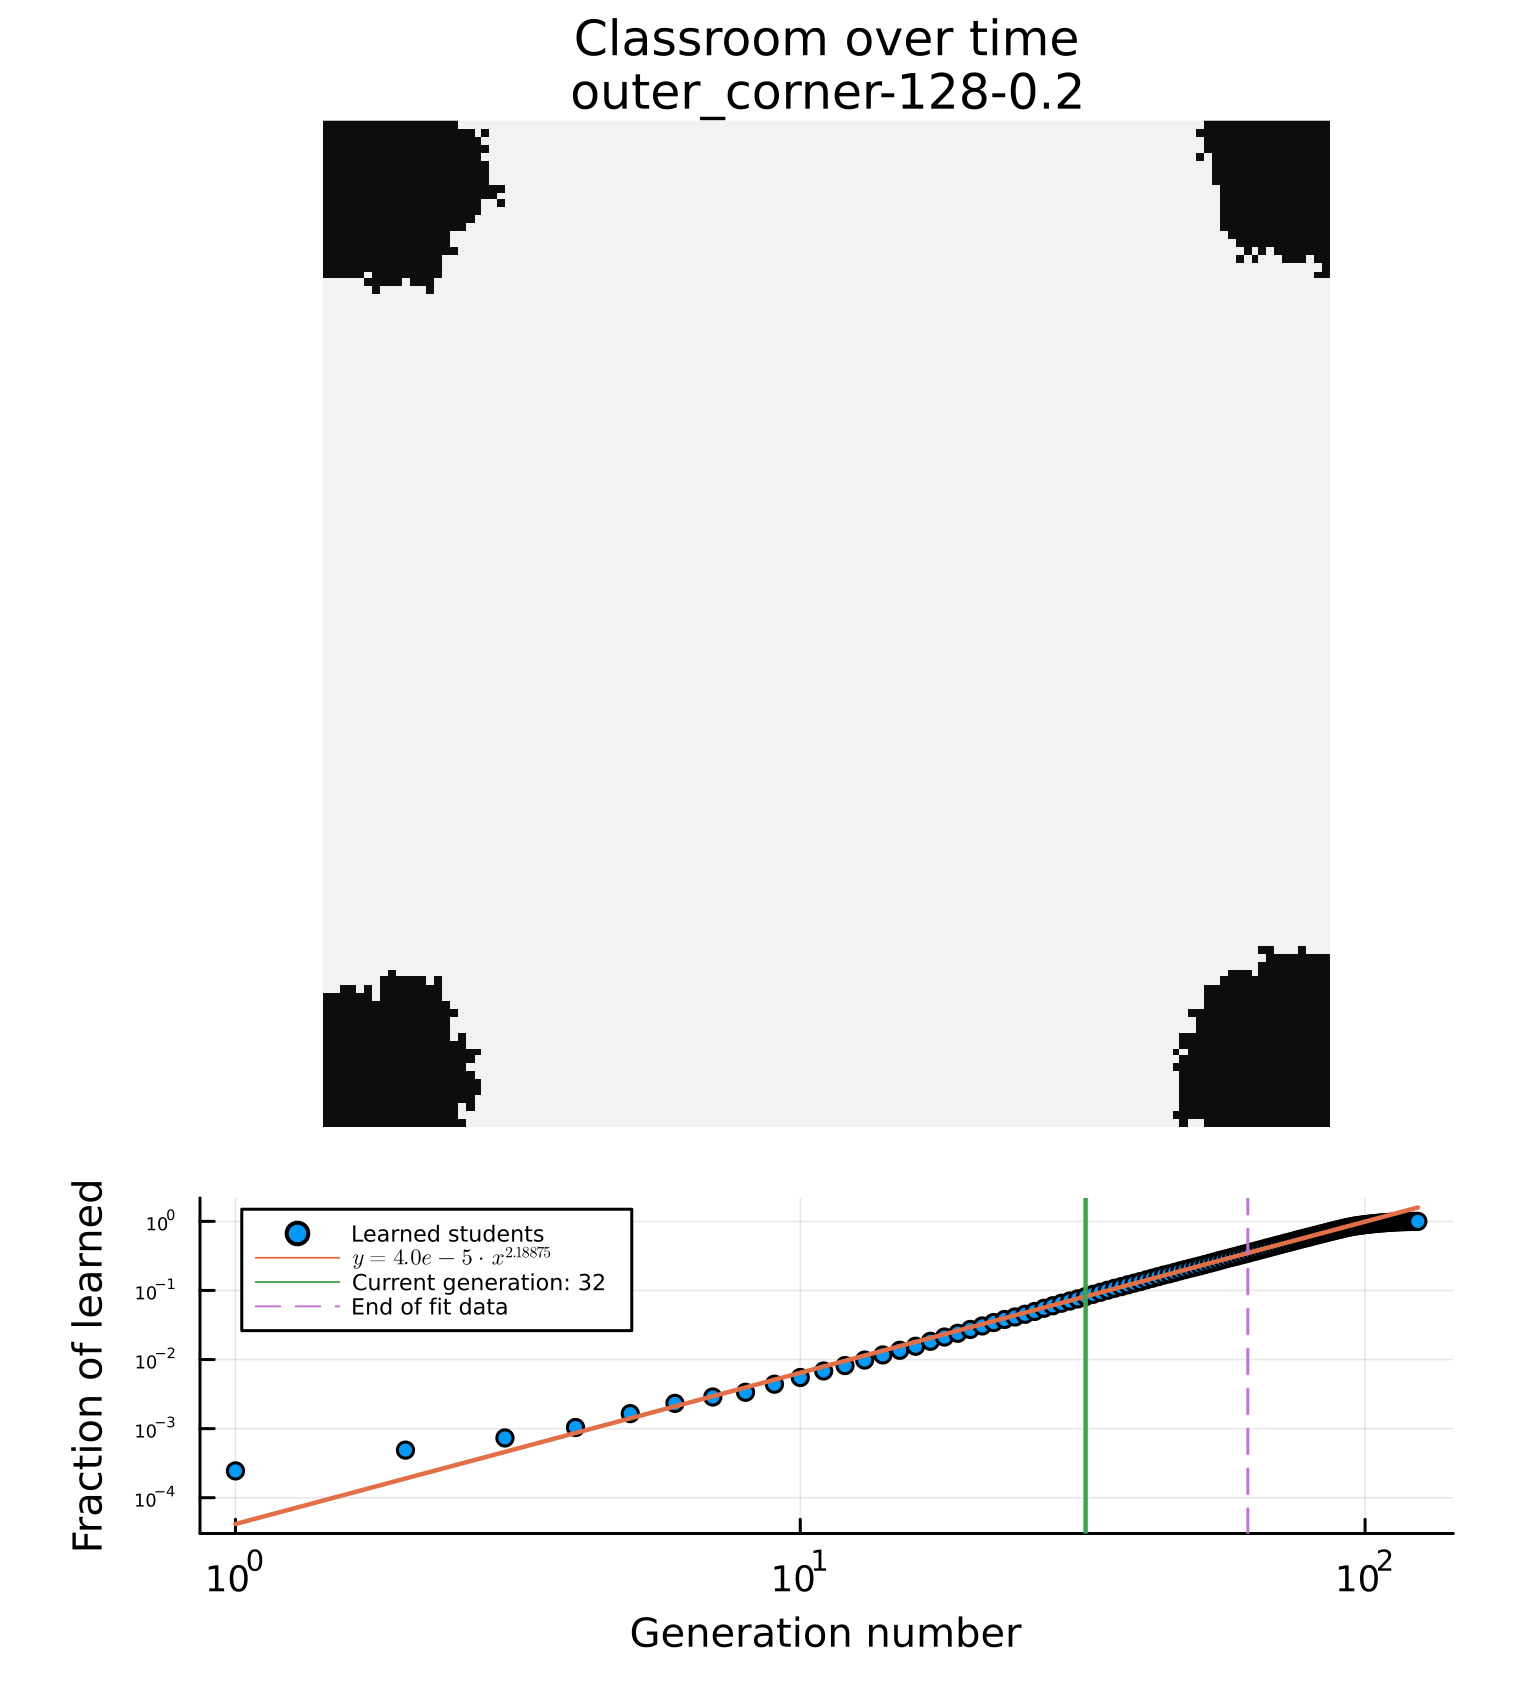 Classroom over time
outer_corner-128-0.2
Fraction of learned
10^0
10^-1
10^-2
10^-3
10^-4
Learned students
y = 4.0e − 5 · x^2.18875
Current generation: 32
End of fit data
10^0 10^1 10^2
Generation number